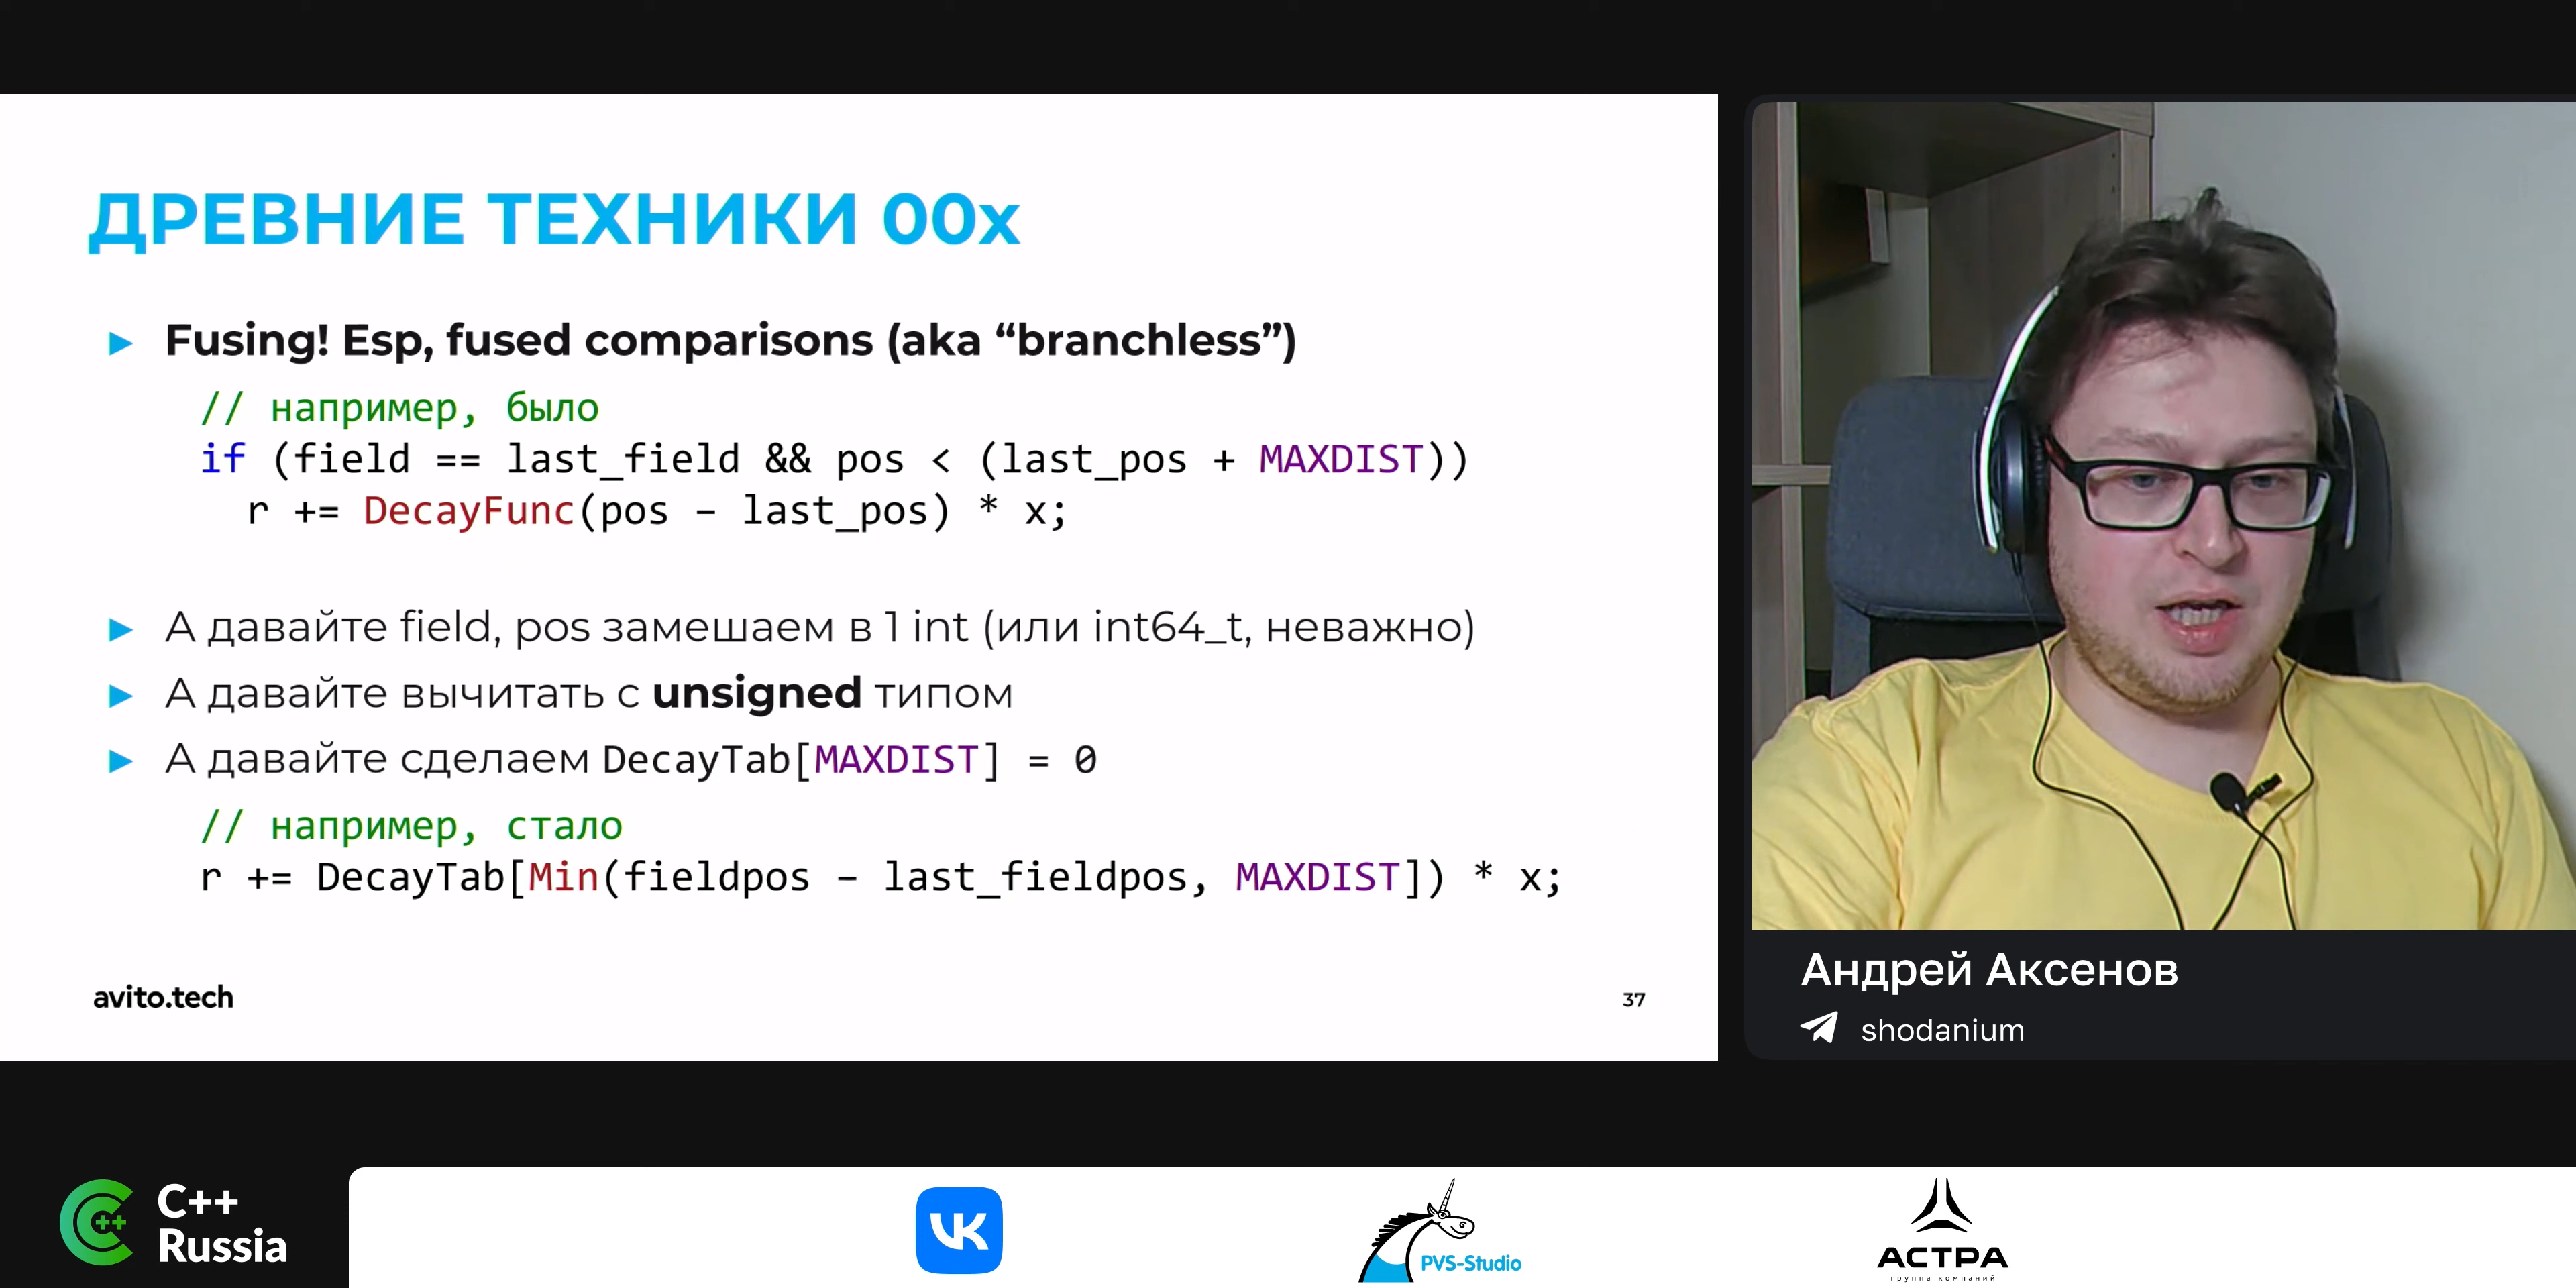 ДРЕВНИЕ ТЕХНИКИ 00x
Fusing! Esp, fused comparisons (aka “branchless”)
// например, было
if (field == last_field && pos < (last_pos + MAXDIST))
r += DecayFunc(pos – last_pos) * x;
А давайте field, pos замешаем в 1 int (или int64_t, неважно)
А давайте вычитать с unsigned типом
А давайте сделаем DecayTab[MAXDIST] = 0
// например, стало
r += DecayTab[Min(fieldpos – last_fieldpos, MAXDIST]) * x;
avito.tech
37
Андрей Аксенов
shodanium
C++
Russia
VK
PVS-Studio
АСТРА
группа компаний